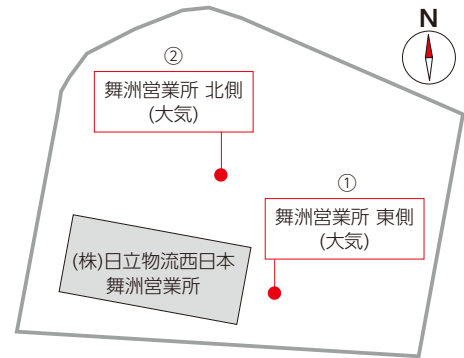 N
②
舞洲営業所 北側
(大気)
①
舞洲営業所 東側
(大気)
(株)日立物流西日本
舞洲営業所